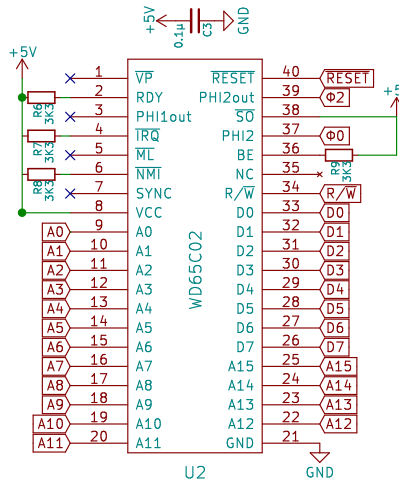 +5V
0.1µ
C3
GND
+5V
+5
1 VP RESET 40 RESET
R6 3K3 2 RDY PHI2out 39 Φ2
3 PHI1out SO 38
R7 3K3 4 IRQ PHI2 37 Φ0
5 ML BE 36 R9 3K3
R8 3K3 6 NMI NC 35
7 SYNC R/W 34 R/W
8 VCC D0 33 D0
A0 9 A0 D1 32 D1
A1 10 A1 D2 31 D2
A2 11 A2 D3 30 D3
A3 12 A3 D4 29 D4
A4 13 A4 D5 28 D5
A5 14 A5 D6 27 D6
A6 15 A6 D7 26 D7
A7 16 A7 A15 25 A15
A8 17 A8 A14 24 A14
A9 18 A9 A13 23 A13
A10 19 A10 A12 22 A12
A11 20 A11 GND 21
WD65C02
U2
GND